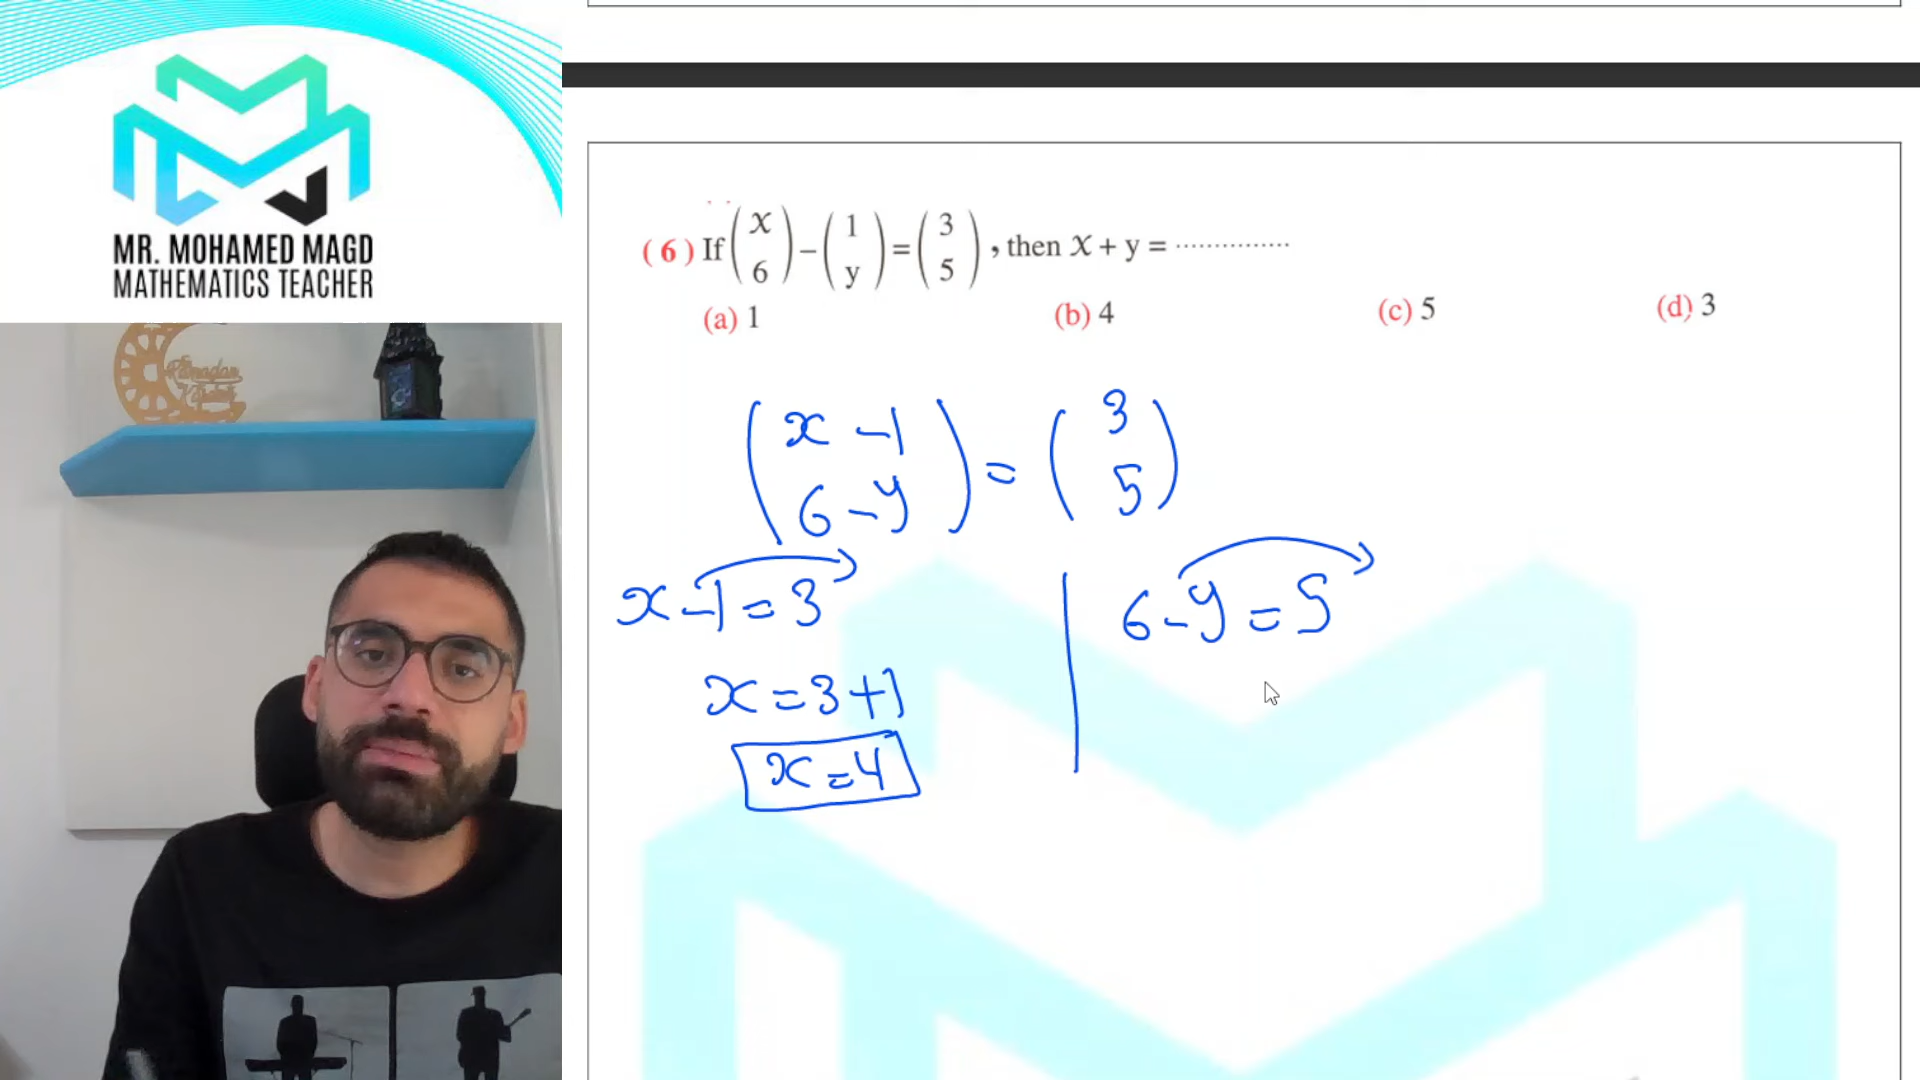 MR. MOHAMED MAGD
MATHEMATICS TEACHER
Ramadan
(6) If (x 6) − (1 y) = (3 5), then x + y = ...............
(a) 1 (b) 4 (c) 5 (d) 3
(x −1 6 −y) = (3 5)
x −1 = 3
x = 3 + 1
x = 4
6 − y = 5